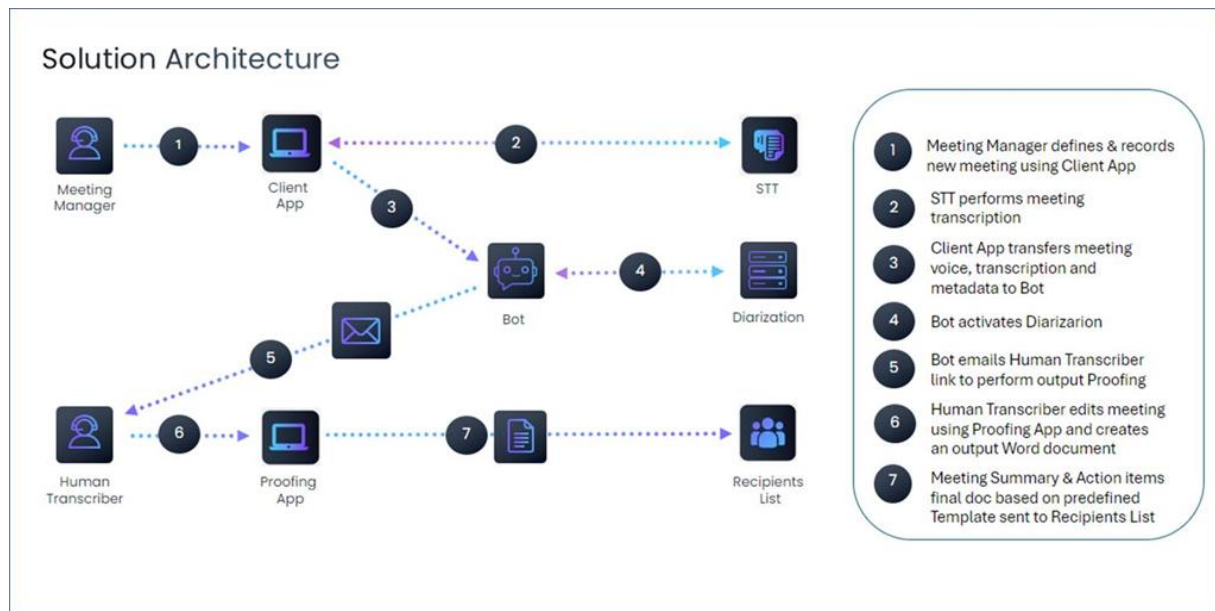 Solution Architecture
1
2
Meeting
Manager
Client
App
STT
3
4
Bot
Diarization
5
6
7
Human
Transcriber
Proofing
App
Recipients
List
1
Meeting Manager defines & records
new meeting using Client App
2
STT performs meeting
transcription
3
Client App transfers meeting
voice, transcription and
metadata to Bot
4
Bot activates Diarizarion
5
Bot emails Human Transcriber
link to perform output Proofing
6
Human Transcriber edits meeting
using Proofing App and creates
an output Word document
7
Meeting Summary & Action items
final doc based on predefined
Template sent to Recipients List